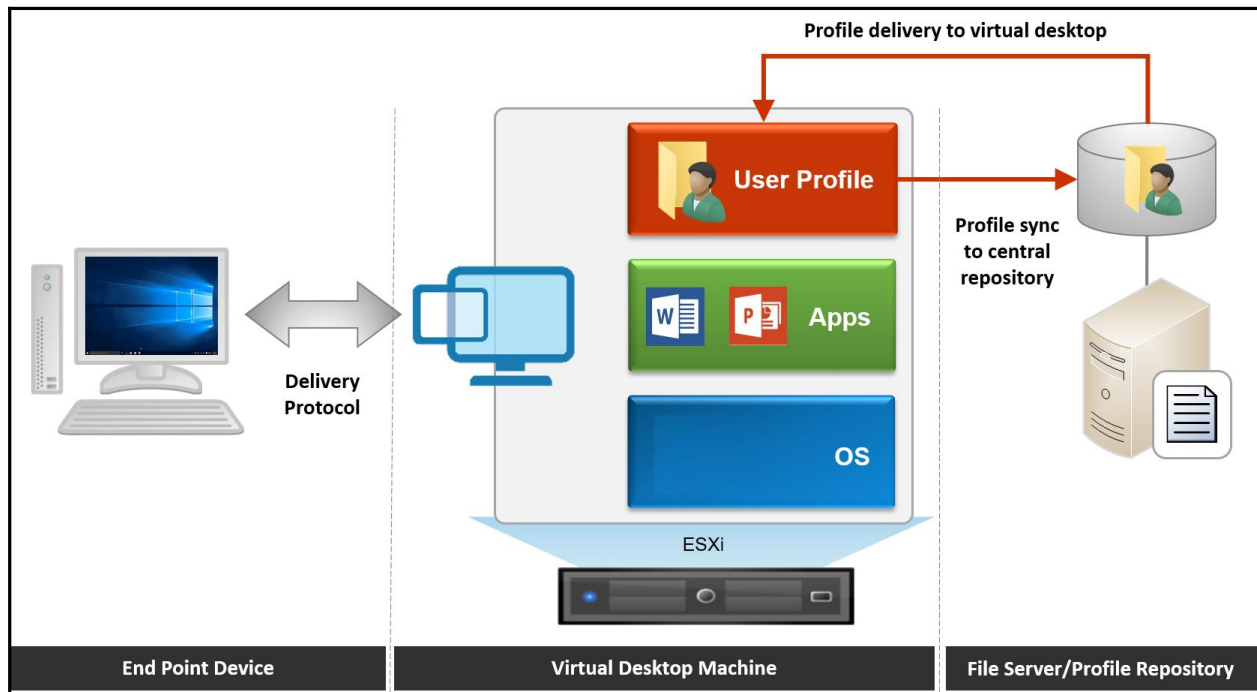 Profile delivery to virtual desktop
User Profile
Profile sync
to central
repository
W
P
Apps
Delivery
Protocol
OS
ESXi
End Point Device
Virtual Desktop Machine
File Server/Profile Repository